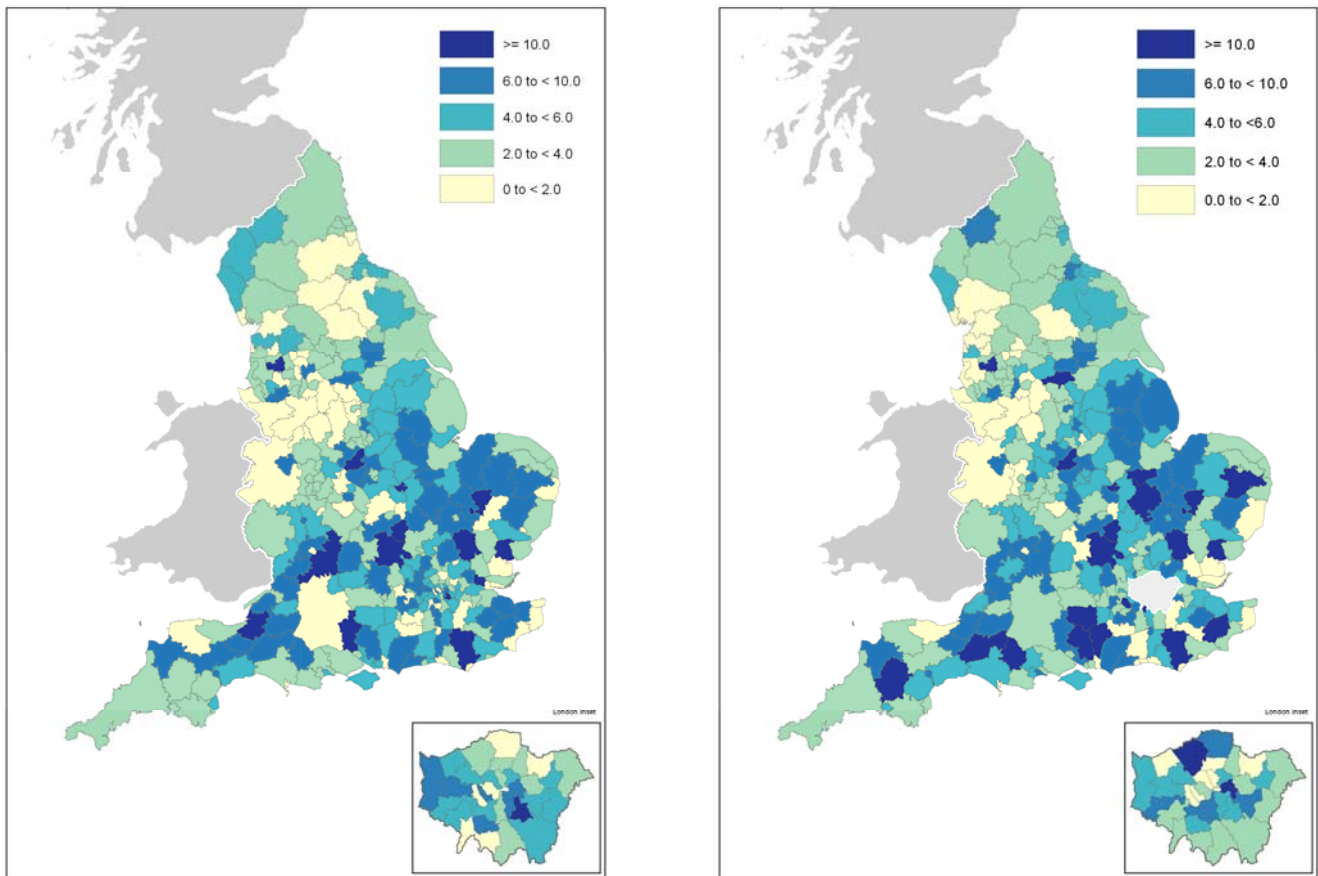 >= 10.0
6.0 to < 10.0
4.0 to <6.0
2.0 to < 4.0
0 to < 2.0
London Inset
>= 10.0
6.0 to < 10.0
4.0 to <6.0
2.0 to < 4.0
0.0 to < 2.0
London Inset